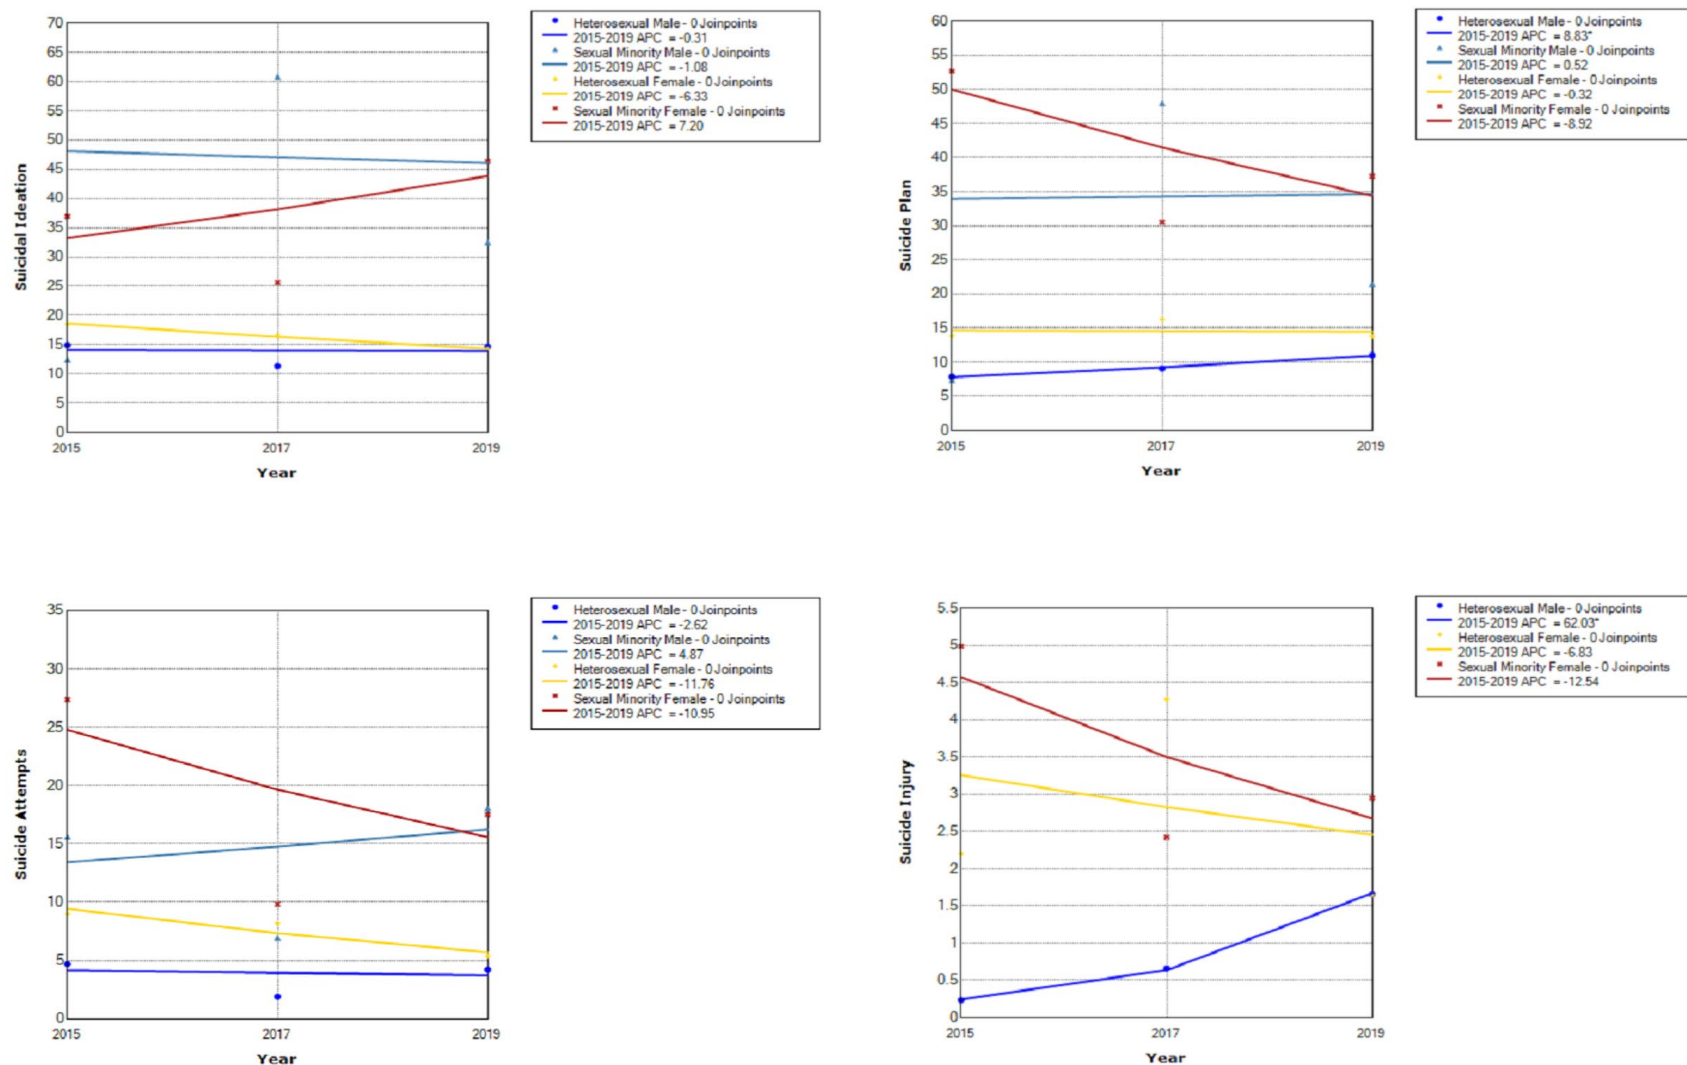 70
65
60
55
50
45
40
35
30
25
20
15
10
5
0
2015
2017
2019
Suicidal Ideation
Year
Heterosexual Male - 0 Joinpoints
2015-2019 APC = -0.31
Sexual Minority Male - 0 Joinpoints
2015-2019 APC = -1.08
Heterosexual Female - 0 Joinpoints
2015-2019 APC = -6.33
Sexual Minority Female - 0 Joinpoints
2015-2019 APC = 7.20
60
55
50
45
40
35
30
25
20
15
10
5
0
2015
2017
2019
Suicide Plan
Year
Heterosexual Male - 0 Joinpoints
2015-2019 APC = 8.83*
Sexual Minority Male - 0 Joinpoints
2015-2019 APC = 0.52
Heterosexual Female - 0 Joinpoints
2015-2019 APC = -0.32
Sexual Minority Female - 0 Joinpoints
2015-2019 APC = -8.92
35
30
25
20
15
10
5
0
2015
2017
2019
Suicide Attempts
Year
Heterosexual Male - 0 Joinpoints
2015-2019 APC = -2.62
Sexual Minority Male - 0 Joinpoints
2015-2019 APC = 4.87
Heterosexual Female - 0 Joinpoints
2015-2019 APC = -11.76
Sexual Minority Female - 0 Joinpoints
2015-2019 APC = -10.95
5.5
5
4.5
4
3.5
3
2.5
2
1.5
1
0.5
0
2015
2017
2019
Suicide Injury
Year
Heterosexual Male - 0 Joinpoints
2015-2019 APC = 62.03*
Heterosexual Female - 0 Joinpoints
2015-2019 APC = -6.83
Sexual Minority Female - 0 Joinpoints
2015-2019 APC = -12.54